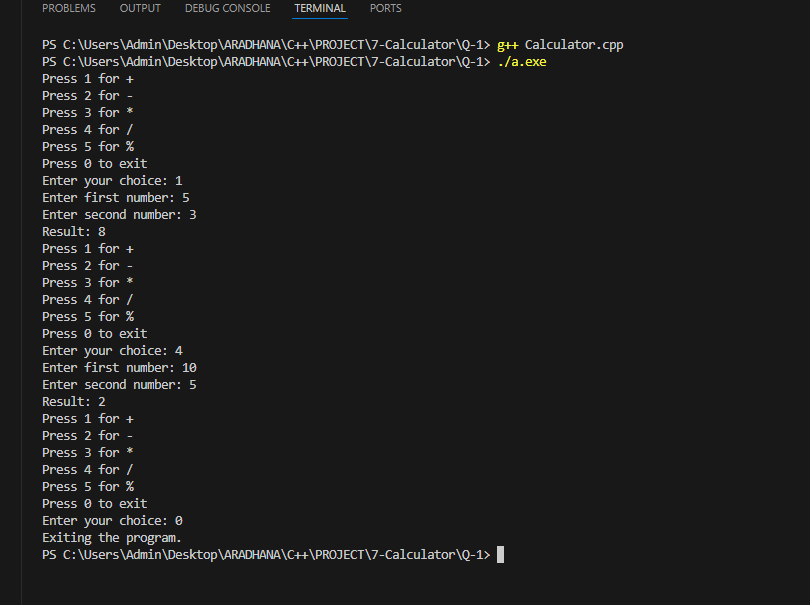 PROBLEMS OUTPUT DEBUG CONSOLE TERMINAL PORTS
PS C:\Users\Admin\Desktop\ARADHANA\C++\PROJECT\7-Calculator\Q-1> g++ Calculator.cpp
PS C:\Users\Admin\Desktop\ARADHANA\C++\PROJECT\7-Calculator\Q-1> ./a.exe
Press 1 for +
Press 2 for -
Press 3 for *
Press 4 for /
Press 5 for %
Press 0 to exit
Enter your choice: 1
Enter first number: 5
Enter second number: 3
Result: 8
Press 1 for +
Press 2 for -
Press 3 for *
Press 4 for /
Press 5 for %
Press 0 to exit
Enter your choice: 4
Enter first number: 10
Enter second number: 5
Result: 2
Press 1 for +
Press 2 for -
Press 3 for *
Press 4 for /
Press 5 for %
Press 0 to exit
Enter your choice: 0
Exiting the program.
PS C:\Users\Admin\Desktop\ARADHANA\C++\PROJECT\7-Calculator\Q-1>